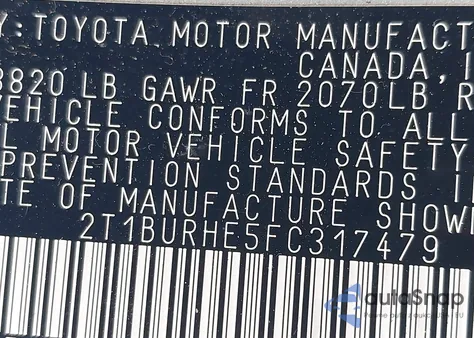 Y: TOYOTA MOTOR MANUFACT
CANADA, I
3820 LB GAWR FR 2070LB R
VEHICLE CONFORMS TO ALL
L MOTOR VEHICLE SAFETY
PREVENTION STANDARDS I
TE OF MANUFACTURE SHOW
2T1BURHE5FC317479
autoSnap